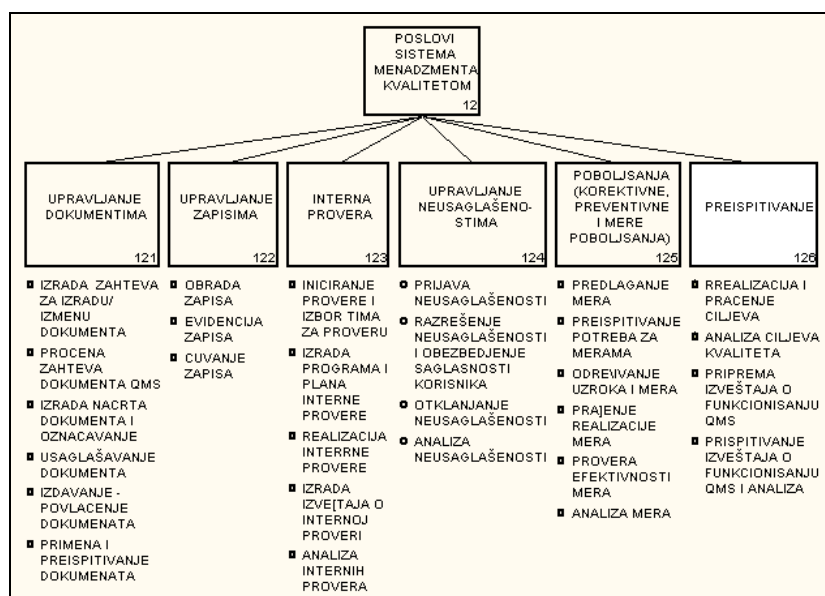 POSLOVI
SISTEMA
MENADZMENTA
KVALITETOM
12
UPRAVLJANJE
DOKUMENTIMA
121
IZRADA ZAHTEVA
ZA IZRADU/
IZMENU
DOKUMENTA
PROCENA
ZAHTEVA
DOKUMENTA QMS
IZRADA NACRTA
DOKUMENTA I
OZNACAVANJE
USAGLAŠAVANJE
DOKUMENTA
IZDAVANJE -
POVLACENJE
DOKUMENATA
PRIMENA I
PREISPITIVANJE
DOKUMENATA
UPRAVLJANJE
ZAPISIMA
122
OBRADA
ZAPISA
EVIDENCIJA
ZAPISA
CUVANJE
ZAPISA
INTERNA
PROVERA
123
INICIRANJE
PROVERE I
IZBOR TIMA
ZA PROVERU
IZRADA
PROGRAMA I
PLANA
INTERNE
PROVERE
REALIZACIJA
INTERRNE
PROVERE
IZRADA
IZVE[TAJA O
INTERNOJ
PROVERI
ANALIZA
INTERNIH
PROVERA
UPRAVLJANJE
NEUSAGLAŠENO-
STIMA
124
PRIJAVA
NEUSAGLAŠENOSTI
RAZREŠENJE
NEUSAGLAŠENOSTI
I OBEZBEDJENJE
SAGLASNOSTI
KORISNIKA
OTKLANJANJE
NEUSAGLAŠENOSTI
ANALIZA
NEUSAGLAŠENOSTI
POBOLJSANJA
(KOREKTIVNE,
PREVENTIVNE
I MERE
POBOLJSANJA)
125
PREDLAGANJE
MERA
PREISPITIVANJE
POTREBA ZA
MERAMA
ODRE\IVANJE
UZROKA I MERA
PRA]ENJE
REALIZACIJE
MERA
PROVERA
EFEKTIVNOSTI
MERA
ANALIZA MERA
PREISPITIVANJE
126
RREALIZACIJA I
PRACENJE
CILJEVA
ANALIZA CILJEVA
KVALITETA
PRIPREMA
IZVEŠTAJA O
FUNKCIONISANJU
QMS
PRISPITIVANJE
IZVEŠTAJA O
FUNKCIONISANJU
QMS I ANALIZA